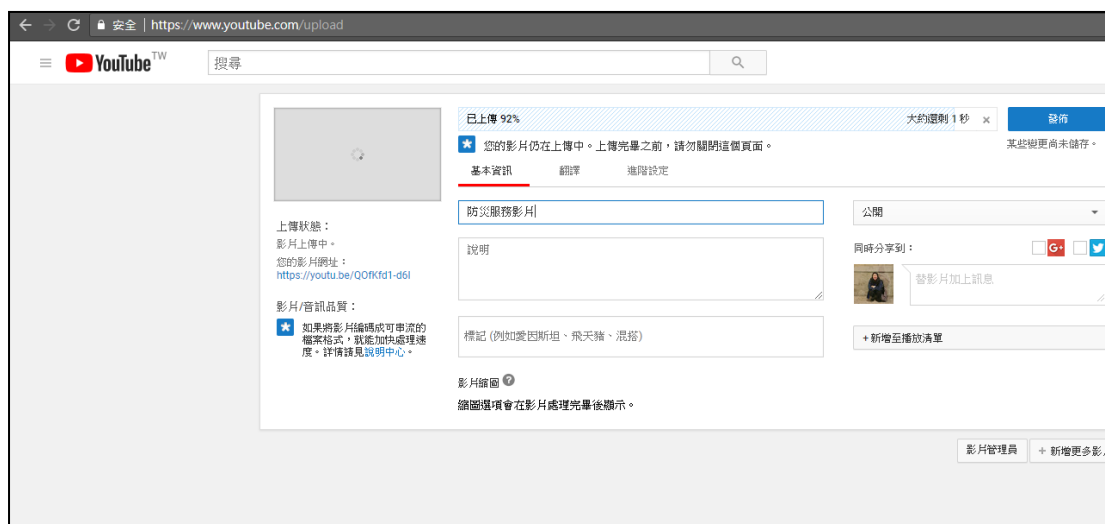 安全 | https://www.youtube.com/upload
YouTube TW
搜尋
已上傳 92%
大約還剩 1 秒
發佈
您的影片仍在上傳中。上傳完畢之前，請勿關閉這個頁面。
某些變更尚未儲存。
基本資訊
翻譯
進階設定
防災服務影片
公開
上傳狀態：
影片上傳中。
您的影片網址：
https://youtu.be/QOfKfd1-d6I
說明
同時分享到：
G+
發影片加上訊息
影片/音訊品質：
如果將影片編碼成可串流的
檔案格式，就能加快處理速
度。詳情請見說明中心。
標記 (例如愛因斯坦、飛天豬、混搭)
+新增至播放清單
影片縮圖
縮圖選項會在影片處理完畢後顯示。
影片管理員
+ 新增更多影